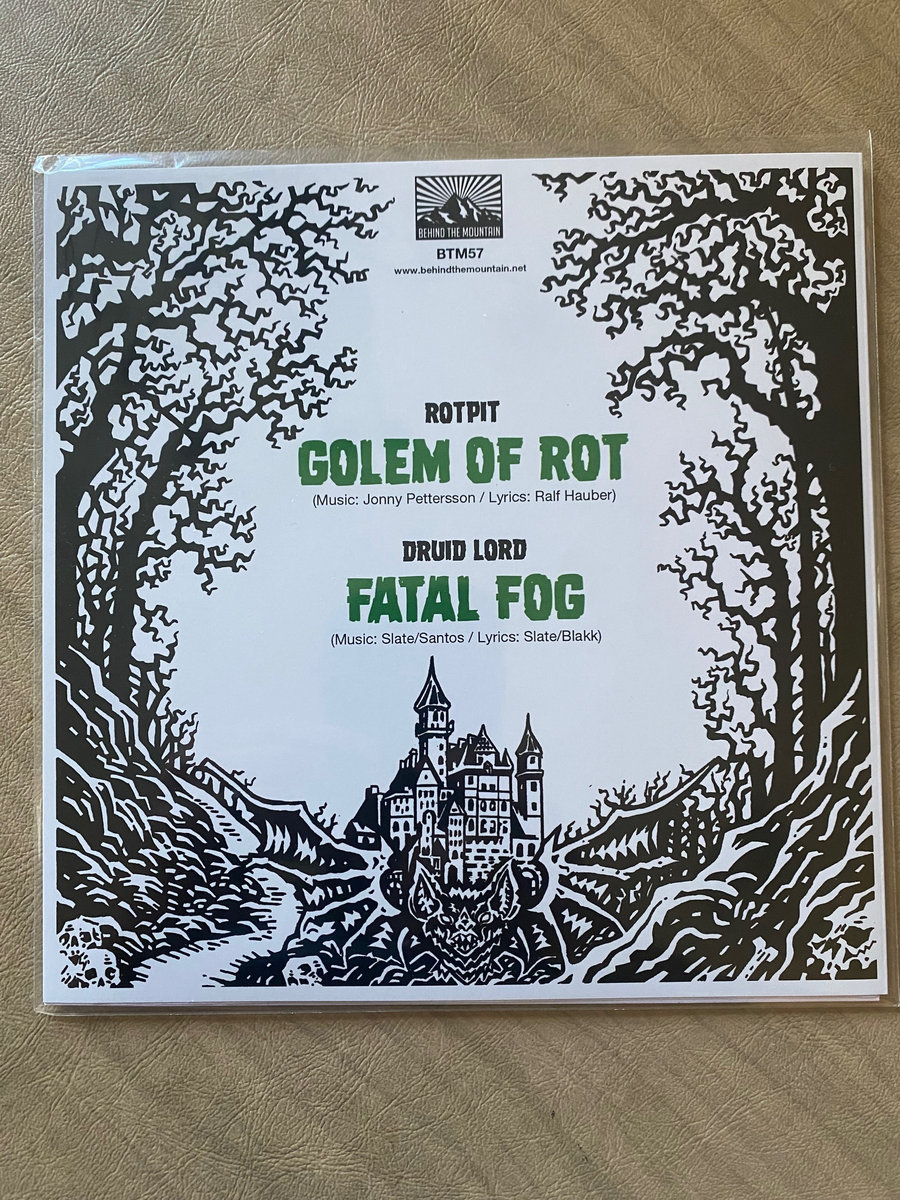 BEHIND THE MOUNTAIN
BTM57
www.behindthemountain.net
ROTPIT
GOLEM OF ROT
(Music: Jonny Pettersson / Lyrics: Ralf Hauber)
DRUID LORD
FATAL FOG
(Music: Slate/Santos / Lyrics: Slate/Blakk)